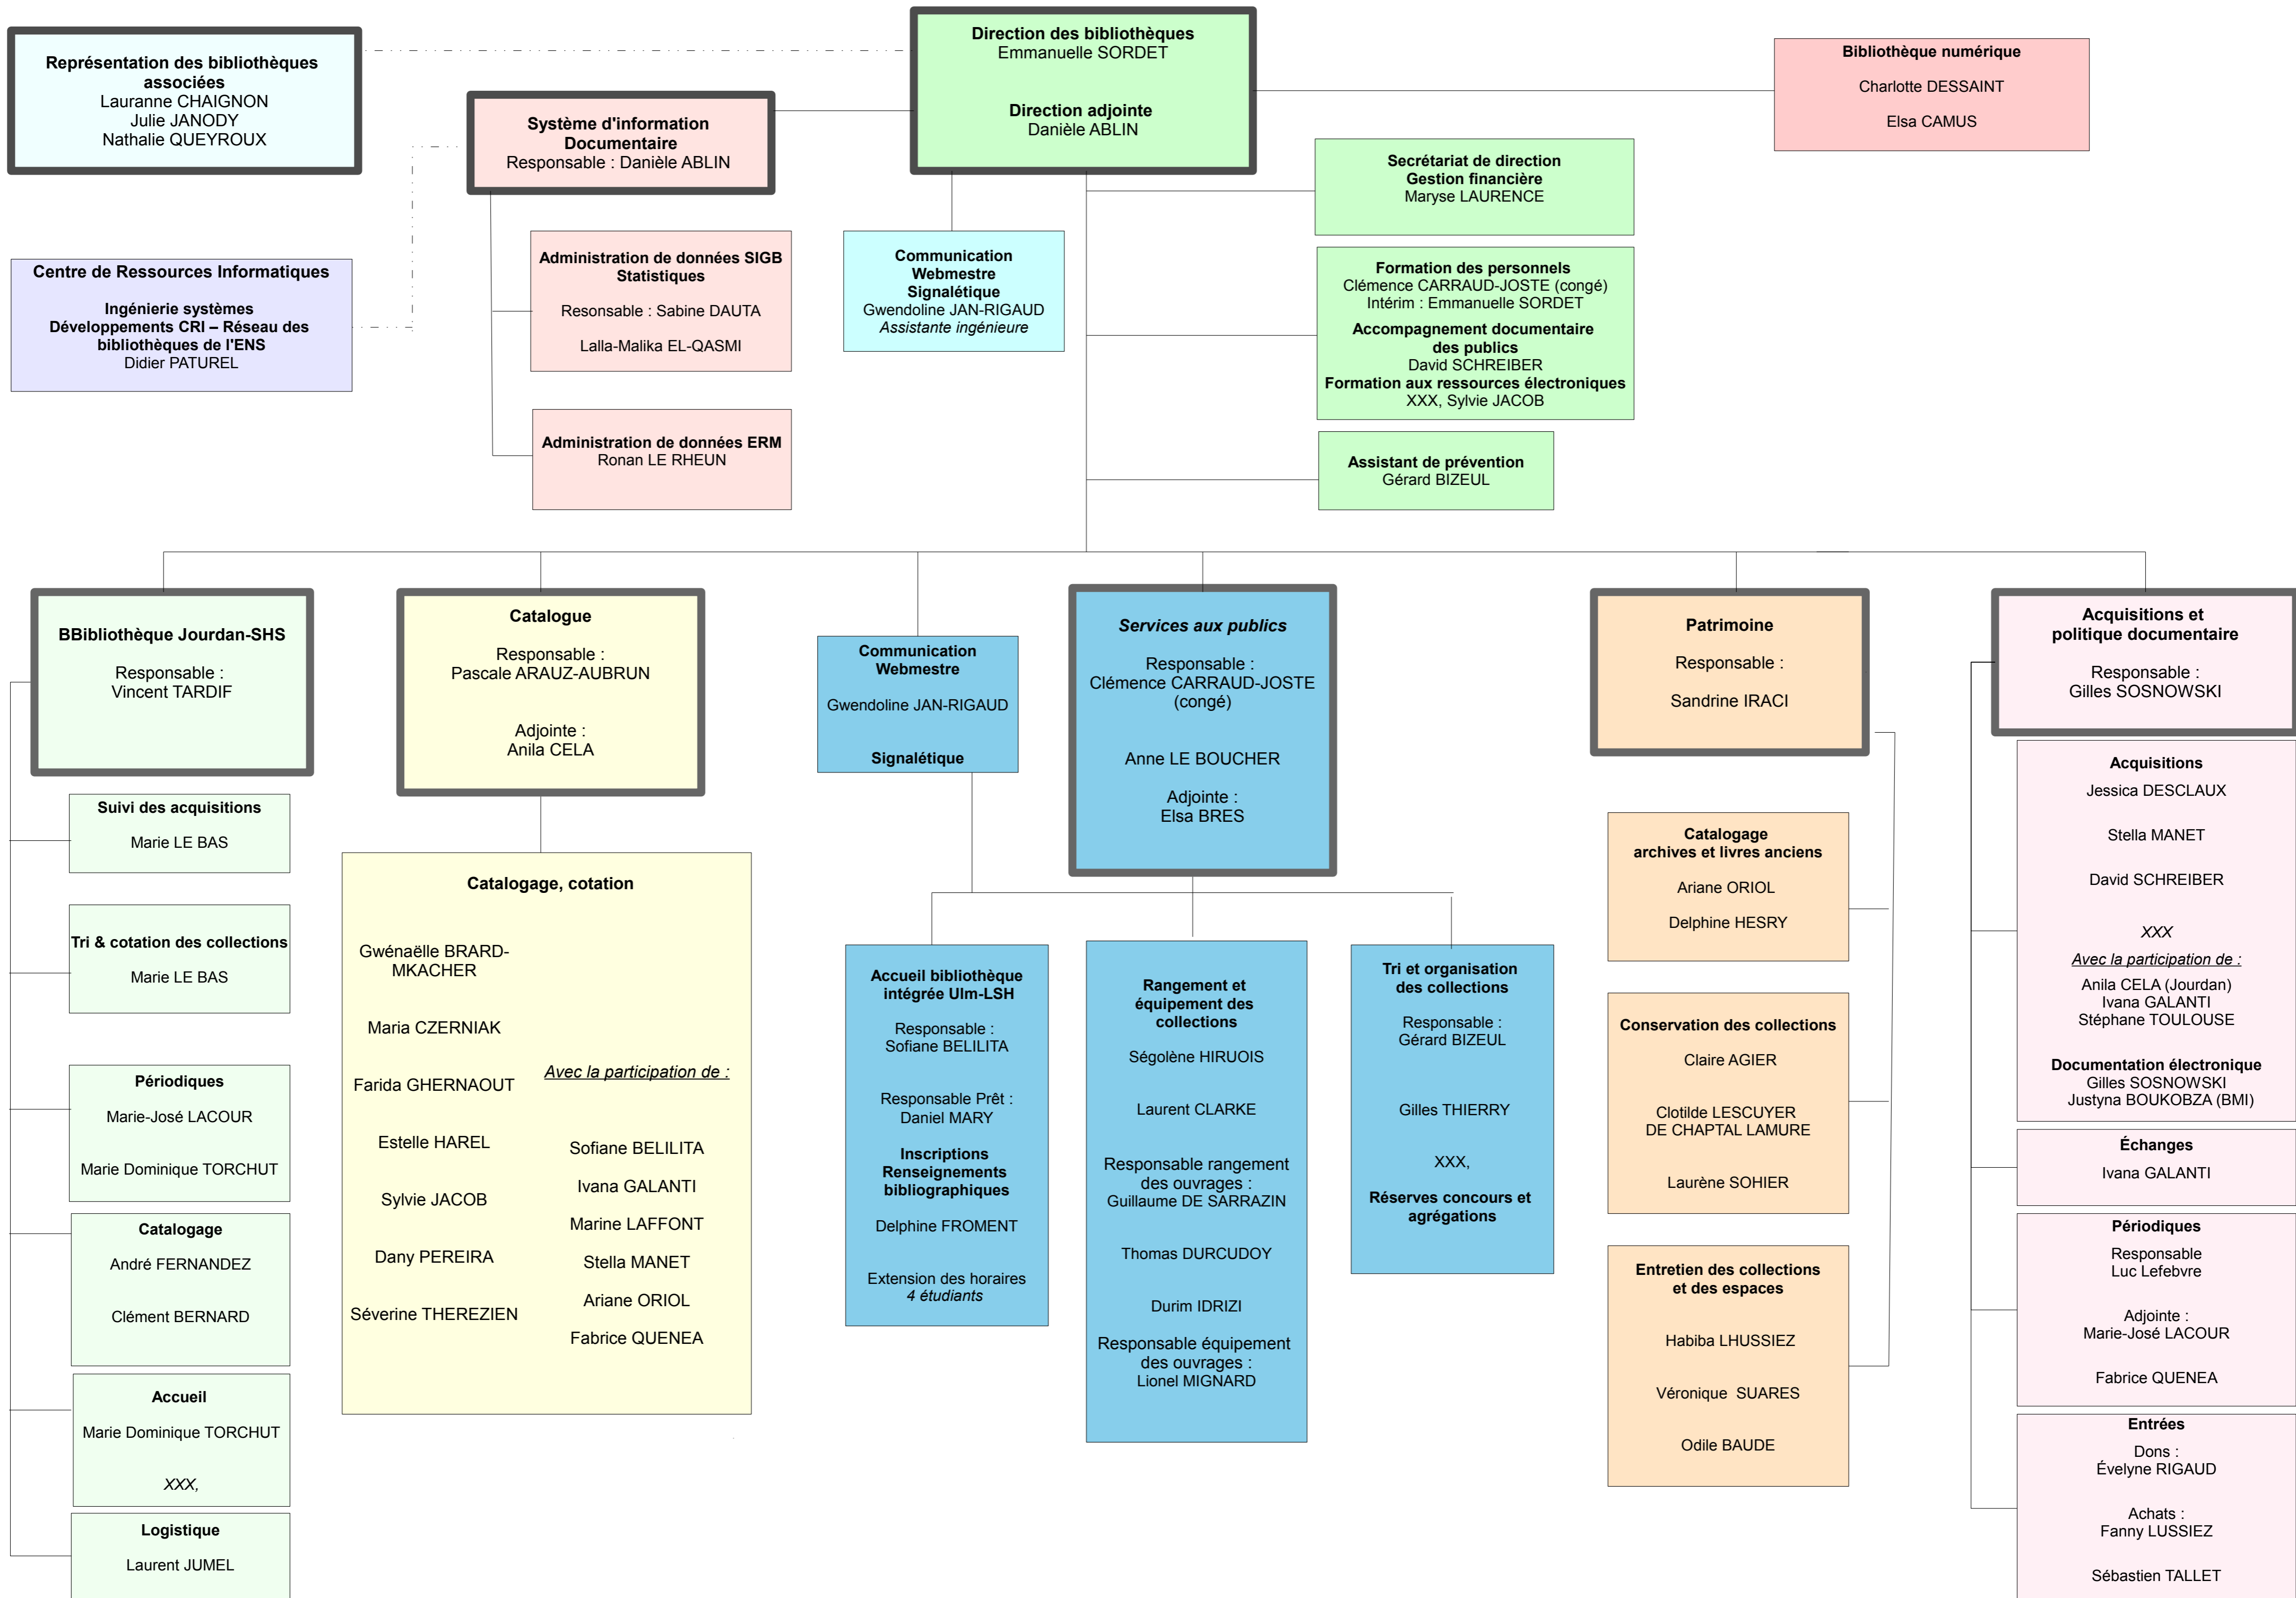 Représentation des bibliothèques
associées
Lauranne CHAIGNON
Julie JANODY
Nathalie QUEYROUX
Direction des bibliothèques
Emmanuelle SORDET
Direction adjointe
Danièle ABLIN
Bibliothèque numérique
Charlotte DESSAINT
Elsa CAMUS
Système d'information
Documentaire
Responsable : Danièle ABLIN
Secrétariat de direction
Gestion financière
Maryse LAURENCE
Centre de Ressources Informatiques
Ingénierie systèmes
Développements CRI – Réseau des
bibliothèques de l'ENS
Didier PATUREL
Administration de données SIGB
Statistiques
Resonsable : Sabine DAUTA
Lalla-Malika EL-QASMI
Communication
Webmestre
Signalétique
Gwendoline JAN-RIGAUD
Assistante ingénieure
Formation des personnels
Clémence CARRAUD-JOSTE (congé)
Intérim : Emmanuelle SORDET
Accompagnement documentaire
des publics
David SCHREIBER
Formation aux ressources électroniques
XXX, Sylvie JACOB
Administration de données ERM
Ronan LE RHEUN
Assistant de prévention
Gérard BIZEUL
BBibliothèque Jourdan-SHS
Responsable :
Vincent TARDIF
Suivi des acquisitions
Marie LE BAS
Tri & cotation des collections
Marie LE BAS
Périodiques
Marie-José LACOUR
Marie Dominique TORCHUT
Catalogage
André FERNANDEZ
Clément BERNARD
Accueil
Marie Dominique TORCHUT
XXX,
Logistique
Laurent JUMEL
Catalogue
Responsable :
Pascale ARAUZ-AUBRUN
Adjointe :
Anila CELA
Catalogage, cotation
Gwénaëlle BRARD-
MKACHER
Maria CZERNIAK
Farida GHERNAOUT
Estelle HAREL
Sylvie JACOB
Dany PEREIRA
Séverine THEREZIEN
Avec la participation de :
Sofiane BELILITA
Ivana GALANTI
Marine LAFFONT
Stella MANET
Ariane ORIOL
Fabrice QUENEA
Communication
Webmestre
Gwendoline JAN-RIGAUD
Signalétique
Services aux publics
Responsable :
Clémence CARRAUD-JOSTE
(congé)
Anne LE BOUCHER
Adjointe :
Elsa BRES
Accueil bibliothèque
intégrée Ulm-LSH
Responsable :
Sofiane BELILITA
Responsable Prêt :
Daniel MARY
Inscriptions
Renseignements
bibliographiques
Delphine FROMENT
Extension des horaires
4 étudiants
Rangement et
équipement des
collections
Ségolène HIRUOIS
Laurent CLARKE
Responsable rangement
des ouvrages :
Guillaume DE SARRAZIN
Thomas DURCUDOY
Durim IDRIZI
Responsable équipement
des ouvrages :
Lionel MIGNARD
Tri et organisation
des collections
Responsable :
Gérard BIZEUL
Gilles THIERRY
XXX,
Réserves concours et
agrégations
Patrimoine
Responsable :
Sandrine IRACI
Catalogage
archives et livres anciens
Ariane ORIOL
Delphine HESRY
Conservation des collections
Claire AGIER
Clotilde LESCUYER
DE CHAPTAL LAMURE
Laurène SOHIER
Entretien des collections
et des espaces
Habiba LHUSSIEZ
Véronique  SUARES
Odile BAUDE
Acquisitions et
politique documentaire
Responsable :
Gilles SOSNOWSKI
Acquisitions
Jessica DESCLAUX
Stella MANET
David SCHREIBER
XXX
Avec la participation de :
Anila CELA (Jourdan)
Ivana GALANTI
Stéphane TOULOUSE
Documentation électronique
Gilles SOSNOWSKI
Justyna BOUKOBZA (BMI)
Échanges
Ivana GALANTI
Périodiques
Responsable
Luc Lefebvre
Adjointe :
Marie-José LACOUR
Fabrice QUENEA
Entrées
Dons :
Évelyne RIGAUD
Achats :
Fanny LUSSIEZ
Sébastien TALLET